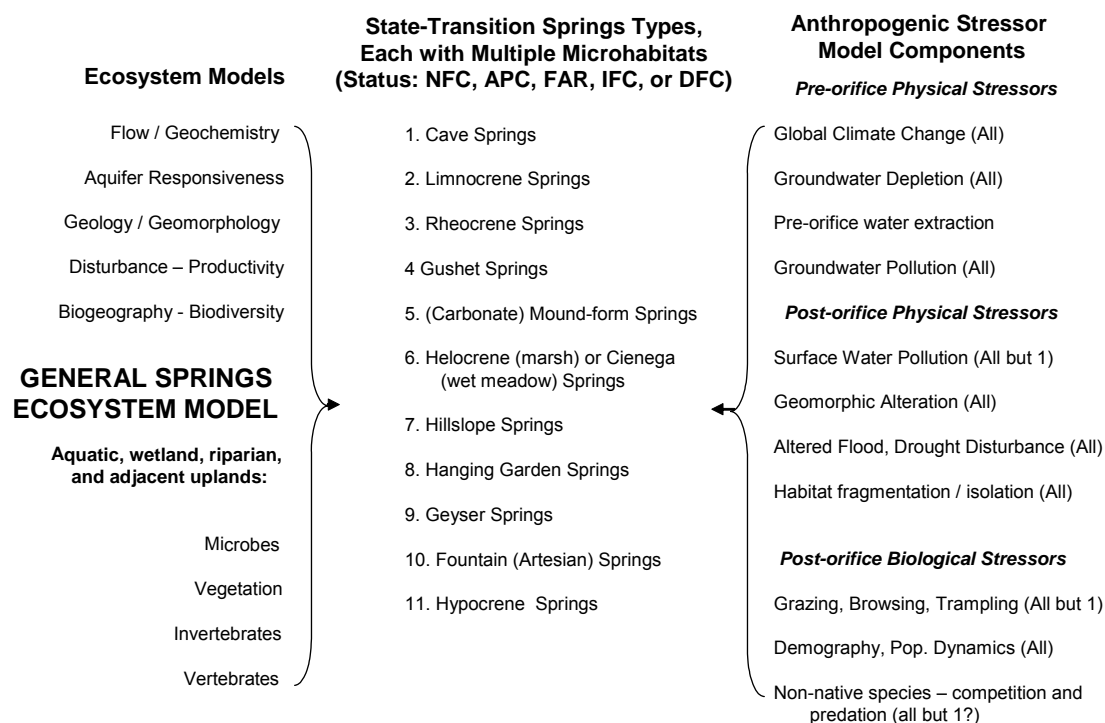 Ecosystem Models
Flow / Geochemistry
Aquifer Responsiveness
Geology / Geomorphology
Disturbance – Productivity
Biogeography - Biodiversity
GENERAL SPRINGS
ECOSYSTEM MODEL
Aquatic, wetland, riparian,
and adjacent uplands:
Microbes
Vegetation
Invertebrates
Vertebrates
State-Transition Springs Types,
Each with Multiple Microhabitats
(Status: NFC, APC, FAR, IFC, or DFC)
1. Cave Springs
2. Limnocrene Springs
3. Rheocrene Springs
4 Gushet Springs
5. (Carbonate) Mound-form Springs
6. Helocrene (marsh) or Cienega
(wet meadow) Springs
7. Hillslope Springs
8. Hanging Garden Springs
9. Geyser Springs
10. Fountain (Artesian) Springs
11. Hypocrene Springs
Anthropogenic Stressor
Model Components
Pre-orifice Physical Stressors
Global Climate Change (All)
Groundwater Depletion (All)
Pre-orifice water extraction
Groundwater Pollution (All)
Post-orifice Physical Stressors
Surface Water Pollution (All but 1)
Geomorphic Alteration (All)
Altered Flood, Drought Disturbance (All)
Habitat fragmentation / isolation (All)
Post-orifice Biological Stressors
Grazing, Browsing, Trampling (All but 1)
Demography, Pop. Dynamics (All)
Non-native species – competition and
predation (all but 1?)